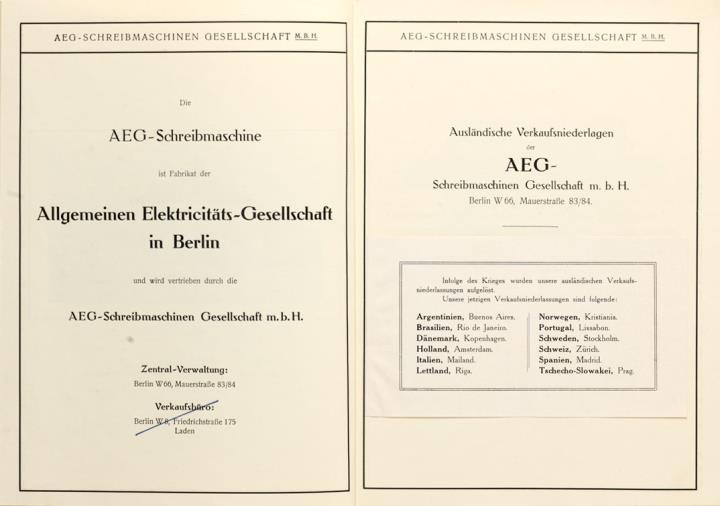 AEG-SCHREIBMASCHINEN GESELLSCHAFT M.B.H.
Die
AEG-Schreibmaschine
ist Fabrikat der
Allgemeinen Elektricitäts-Gesellschaft
in Berlin
und wird vertrieben durch die
AEG-Schreibmaschinen Gesellschaft m.b.H.
Zentral-Verwaltung:
Berlin W66, Mauerstraße 83/84
Verkaufsbüro:
Berlin W8, Friedrichstraße 175
Laden
AEG-SCHREIBMASCHINEN GESELLSCHAFT M.B.H.
Ausländische Verkaufsniederlagen
der
AEG-
Schreibmaschinen Gesellschaft m. b. H.
Berlin W 66, Mauerstraße 83/84.
Infolge des Krieges wurden unsere ausländischen Verkaufs-
niederlassungen aufgelöst.
Unsere jetzigen Verkaufsniederlassungen sind folgende:
Argentinien, Buenos Aires.
Brasilien, Rio de Janeiro.
Dänemark, Kopenhagen.
Holland, Amsterdam.
Italien, Mailand.
Lettland, Riga.
Norwegen, Kristiania.
Portugal, Lissabon.
Schweden, Stockholm.
Schweiz, Zürich.
Spanien, Madrid.
Tschecho-Slowakei, Prag.